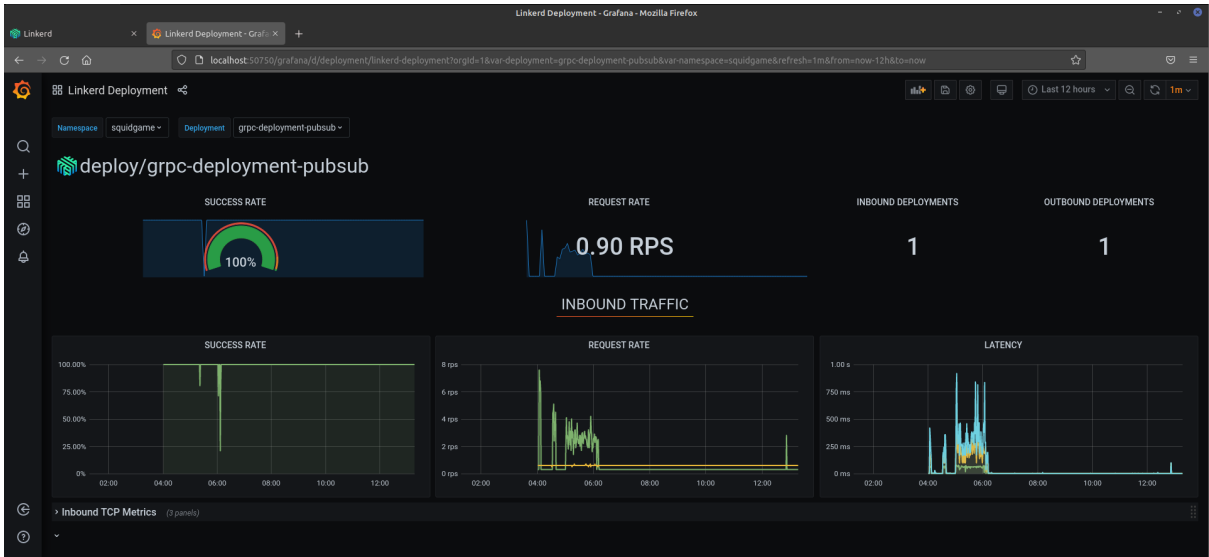 Linkerd Deployment - Grafana - Mozilla Firefox
Linkerd
Linkerd Deployment - Grafa
localhost:50750/grafana/d/deployment/linkerd-deployment?orgId=1&var-deployment=grpc-deployment-pubsub&var-namespace=squidgame&refresh=1m&from=now-12h&to=now
Linkerd Deployment
Last 12 hours
1m
Namespace squidgame Deployment grpc-deployment-pubsub
deploy/grpc-deployment-pubsub
SUCCESS RATE
100%
REQUEST RATE
0.90 RPS
INBOUND DEPLOYMENTS
1
OUTBOUND DEPLOYMENTS
1
INBOUND TRAFFIC
SUCCESS RATE
100.00%
75.00%
50.00%
25.00%
0%
02:00 04:00 06:00 08:00 10:00 12:00
REQUEST RATE
8 rps
6 rps
4 rps
2 rps
0 rps
02:00 04:00 06:00 08:00 10:00 12:00
LATENCY
1.00 s
750 ms
500 ms
250 ms
0 ms
02:00 04:00 06:00 08:00 10:00 12:00
Inbound TCP Metrics (3 panels)